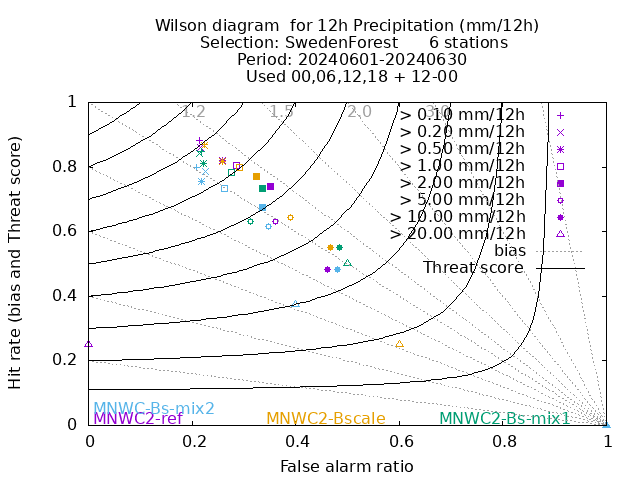 Wilson diagram  for 12h Precipitation (mm/12h)
Selection: SwedenForest      6 stations
Period: 20240601-20240630
Used 00,06,12,18 + 12-00
Hit rate (bias and Threat score)
1
0.8
0.6
0.4
0.2
0
1.2
1.5
2.0
3.0
> 0.10 mm/12h
> 0.20 mm/12h
> 0.50 mm/12h
> 1.00 mm/12h
> 2.00 mm/12h
> 5.00 mm/12h
> 10.00 mm/12h
> 20.00 mm/12h
bias
Threat score
MNWC-Bs-mix2
MNWC2-ref
MNWC2-Bscale
MNWC2-Bs-mix1
0
0.2
0.4
0.6
0.8
1
False alarm ratio